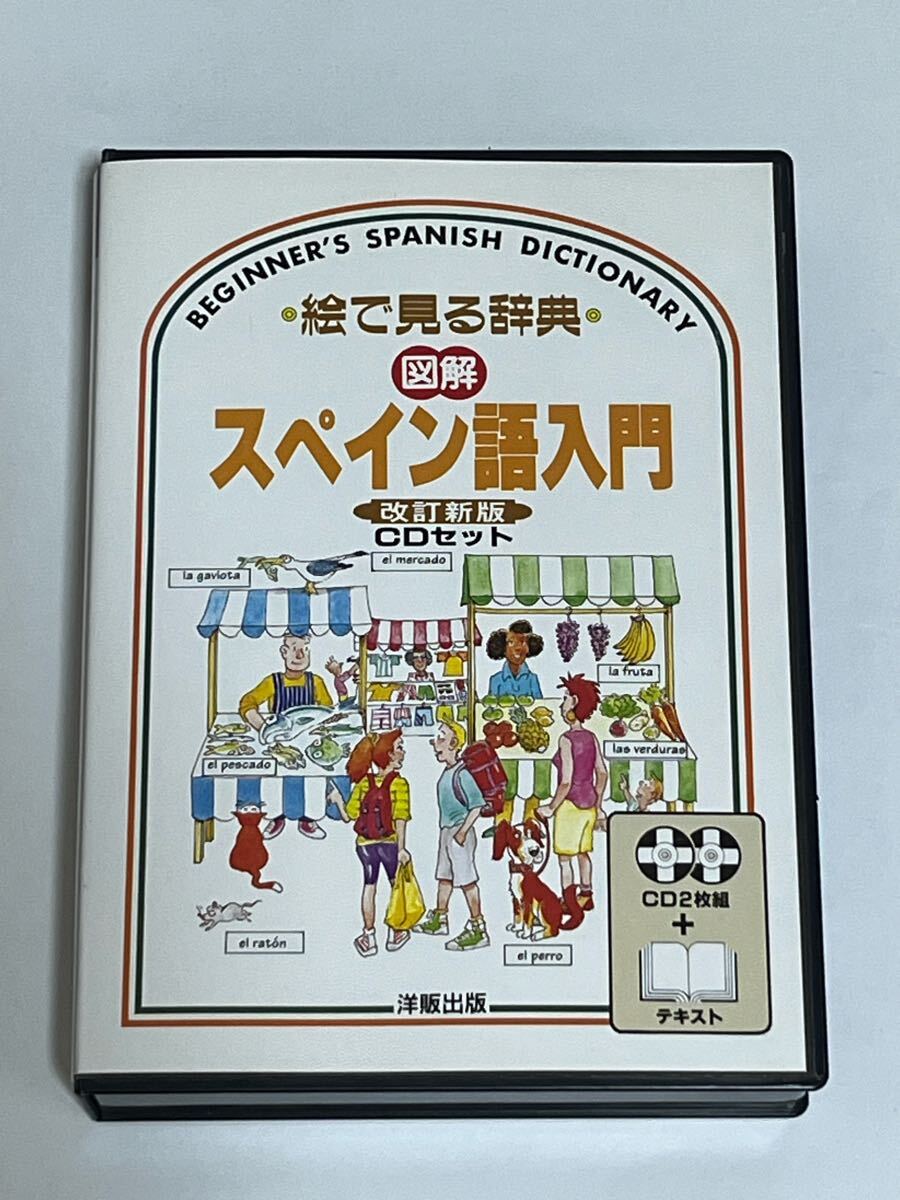 BEGINNER'S SPANISH DICTIONARY
絵で見る辞典
図解
スペイン語入門
改訂新版
CDセット
la gaviota
el mercado
la fruta
las verduras
el pescado
el ratón
el perro
CD2枚組
+
テキスト
洋販出版